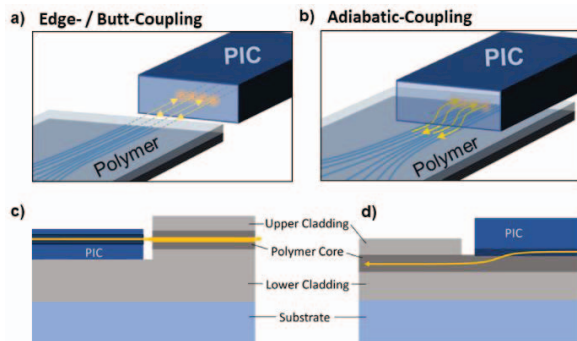 a) Edge- / Butt-Coupling
b) Adiabatic-Coupling
PIC
Polymer
PIC
Polymer
c)
d)
Upper Cladding
Polymer Core
Lower Cladding
Substrate
PIC
PIC